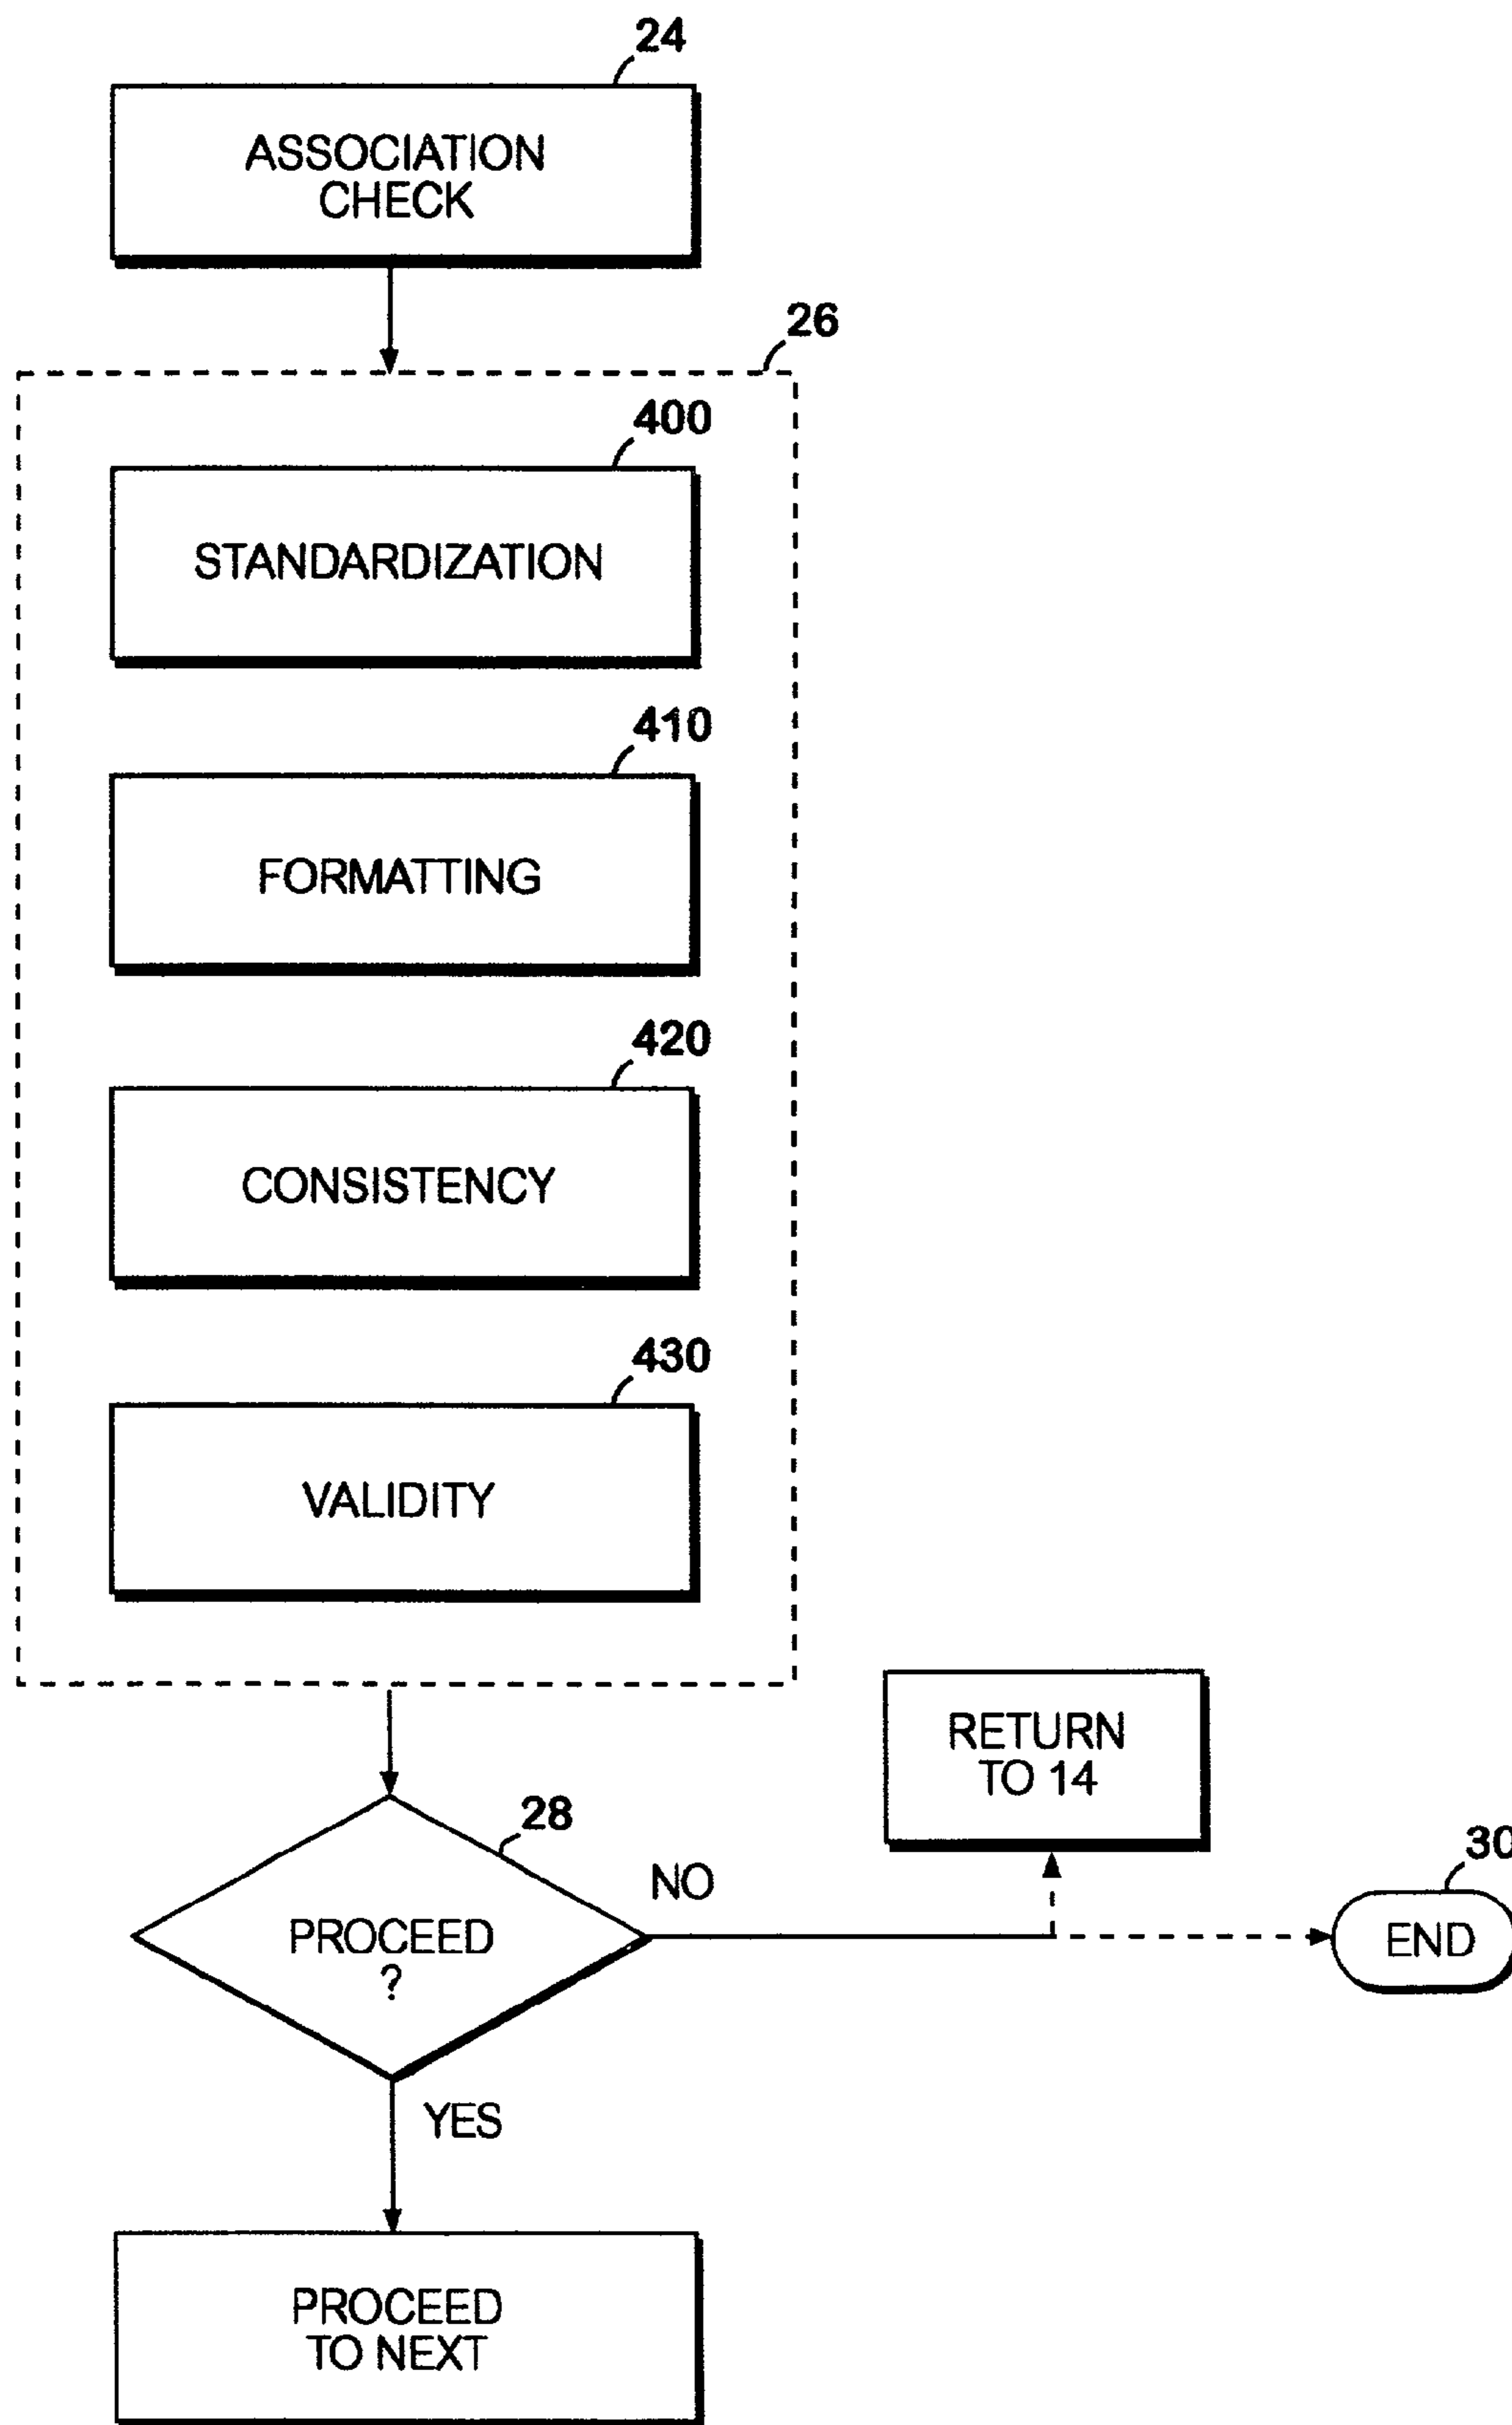 24
ASSOCIATION
CHECK
26
400
STANDARDIZATION
410
FORMATTING
420
CONSISTENCY
430
VALIDITY
RETURN
TO 14
28
NO
30
PROCEED
?
END
YES
PROCEED
TO NEXT